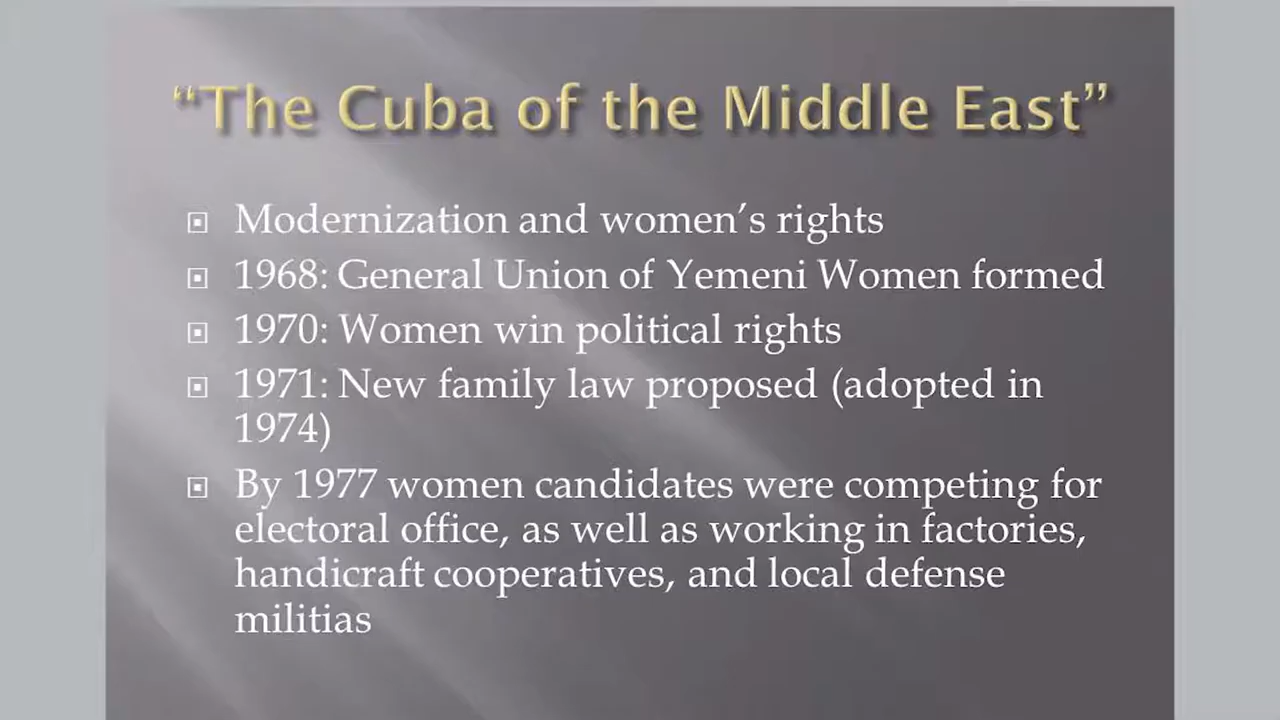 “The Cuba of the Middle East”
Modernization and women’s rights
1968: General Union of Yemeni Women formed
1970: Women win political rights
1971: New family law proposed (adopted in
1974)
By 1977 women candidates were competing for
electoral office, as well as working in factories,
handicraft cooperatives, and local defense
militias